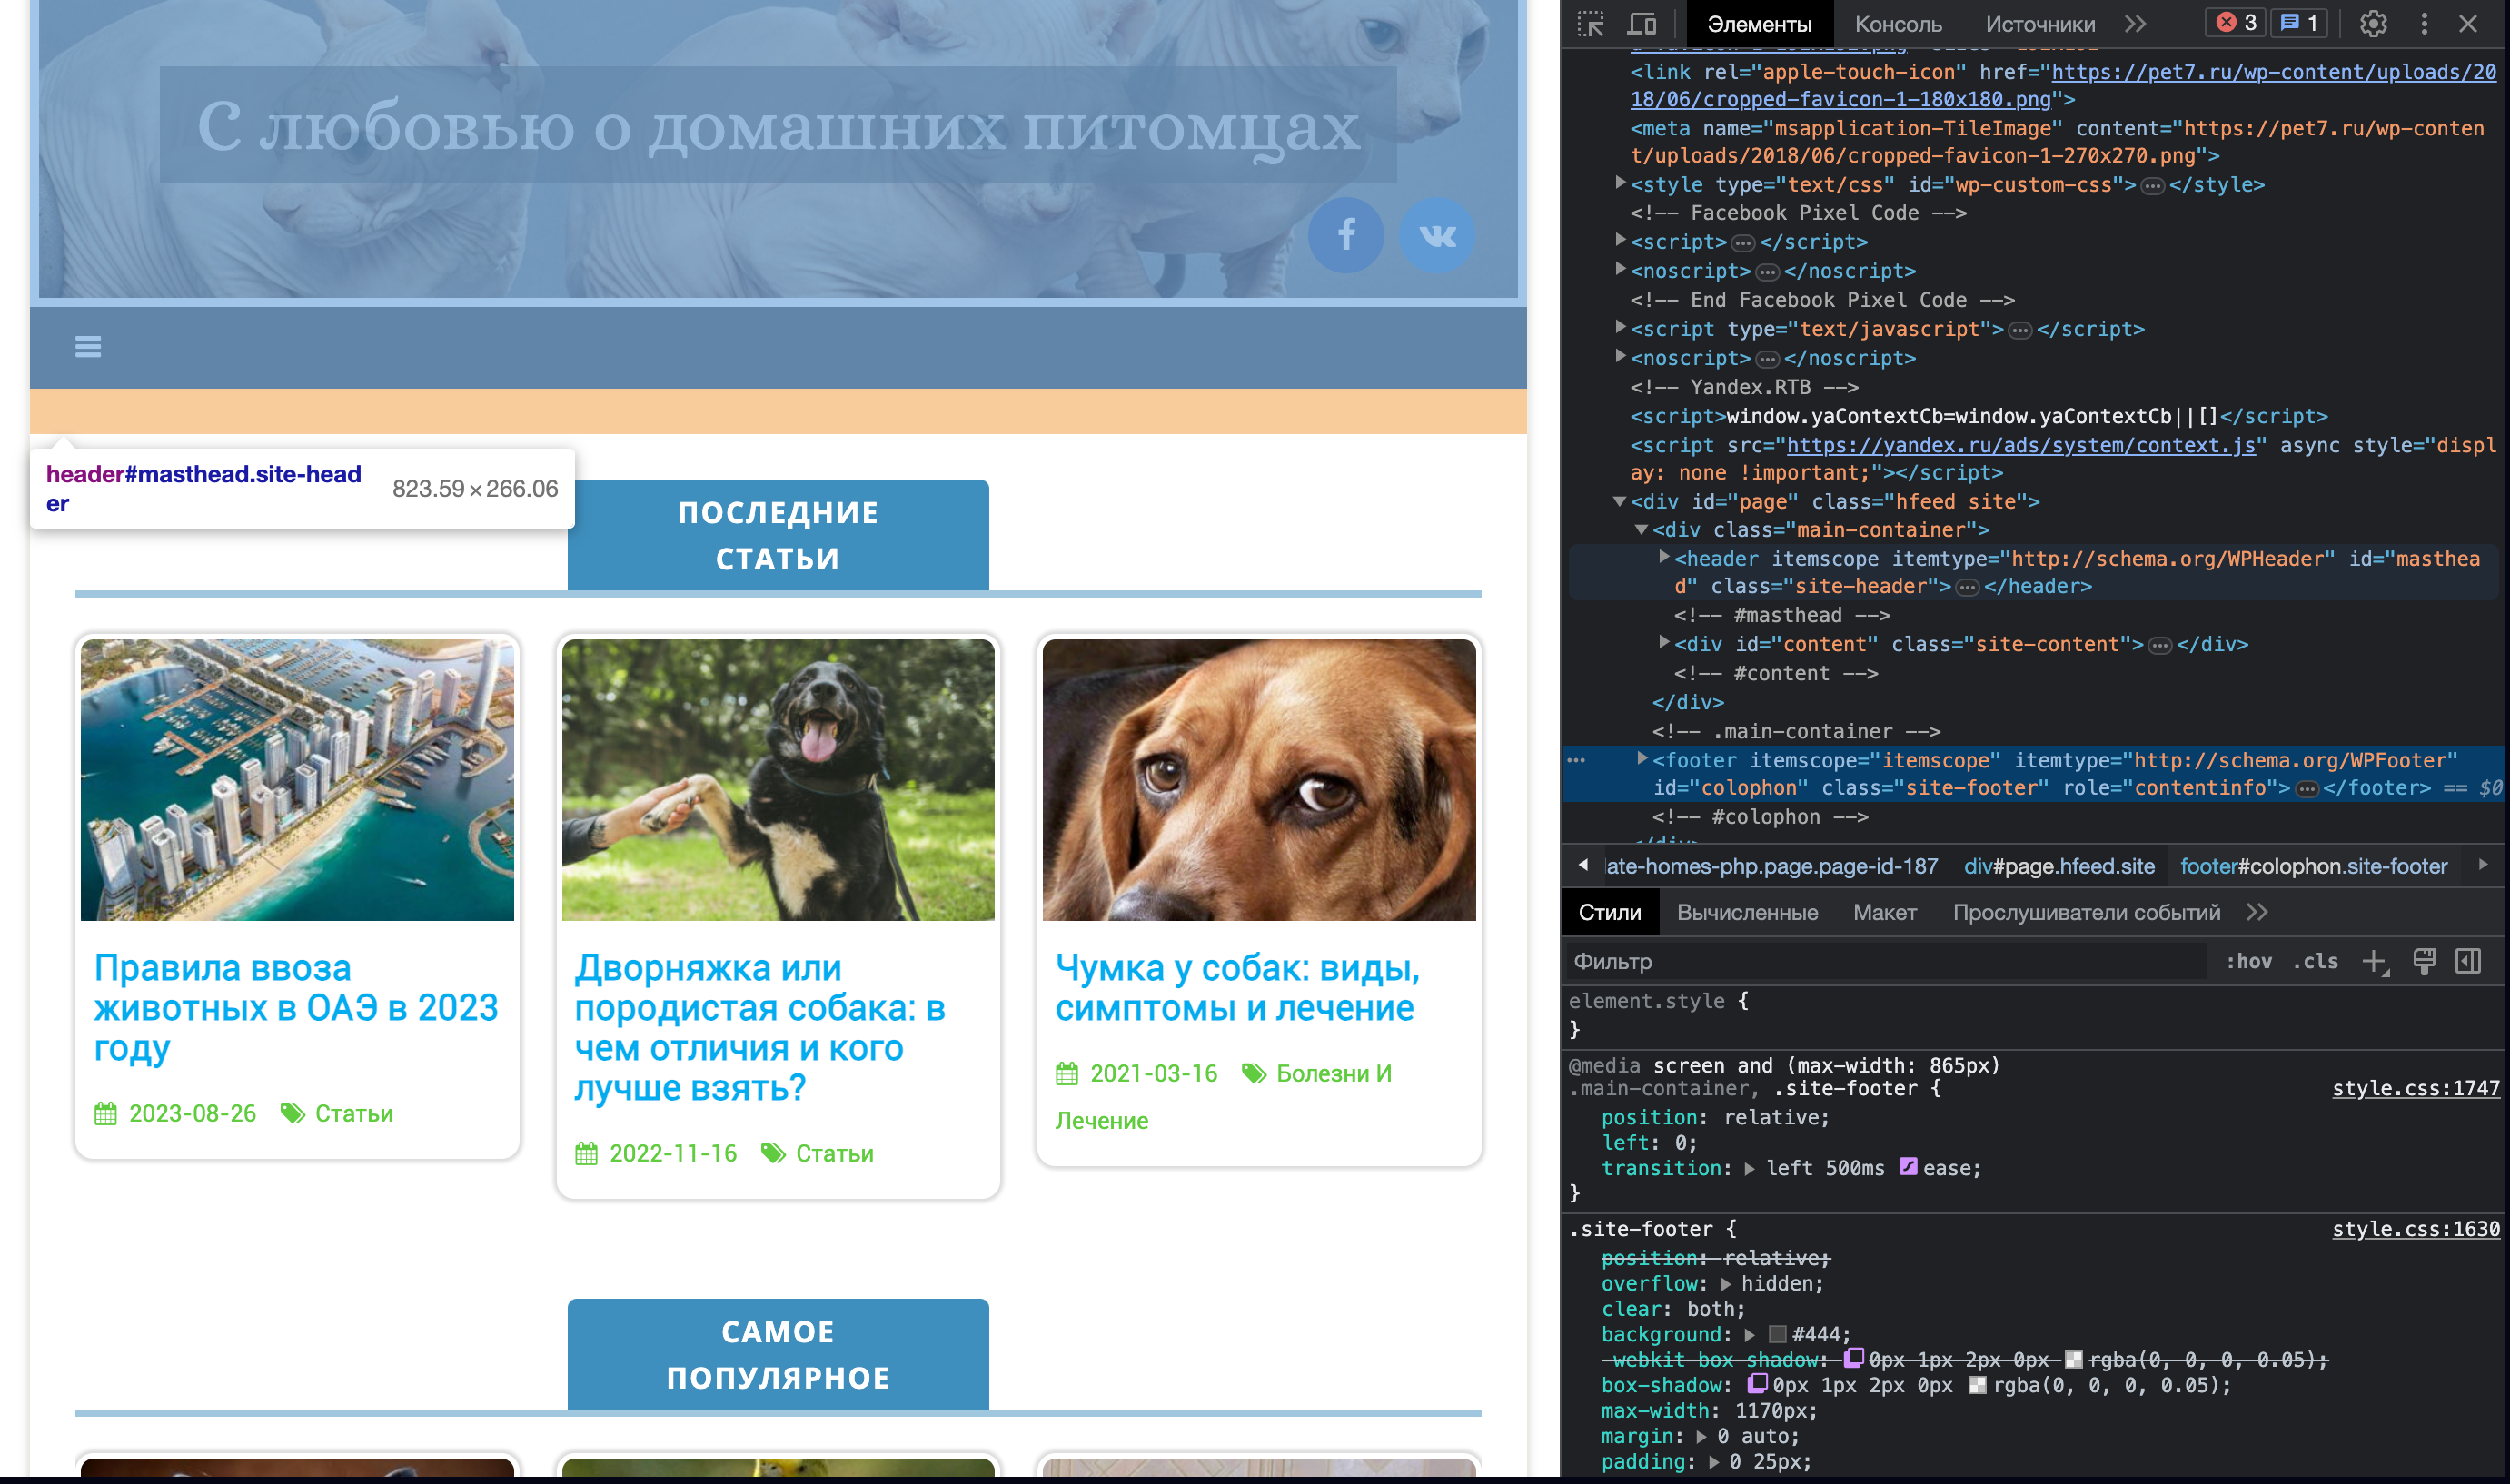 С любовью о домашних питомцах
header#masthead.site-head
er
823.59 × 266.06
ПОСЛЕДНИЕ
СТАТЬИ
Правила ввоза
животных в ОАЭ в 2023
году
2023-08-26 Статьи
Дворняжка или
породистая собака: в
чем отличия и кого
лучше взять?
2022-11-16 Статьи
Чумка у собак: виды,
симптомы и лечение
2021-03-16 Болезни И
Лечение
САМОЕ
ПОПУЛЯРНОЕ
Элементы Консоль Источники 3 1
<link rel="apple-touch-icon" href="https://pet7.ru/wp-content/uploads/20
18/06/cropped-favicon-1-180x180.png">
<meta name="msapplication-TileImage" content="https://pet7.ru/wp-conten
t/uploads/2018/06/cropped-favicon-1-270x270.png">
<style type="text/css" id="wp-custom-css">…</style>
<!-- Facebook Pixel Code -->
<script>…</script>
<noscript>…</noscript>
<!-- End Facebook Pixel Code -->
<script type="text/javascript">…</script>
<noscript>…</noscript>
<!-- Yandex.RTB -->
<script>window.yaContextCb=window.yaContextCb||[]</script>
<script src="https://yandex.ru/ads/system/context.js" async style="displ
ay: none !important;"></script>
<div id="page" class="hfeed site">
<div class="main-container">
<header itemscope itemtype="http://schema.org/WPHeader" id="masthea
d" class="site-header">…</header>
<!-- #masthead -->
<div id="content" class="site-content">…</div>
<!-- #content -->
</div>
<!-- .main-container -->
<footer itemscope="itemscope" itemtype="http://schema.org/WPFooter"
id="colophon" class="site-footer" role="contentinfo">…</footer> == $0
<!-- #colophon -->
late-homes-php.page.page-id-187 div#page.hfeed.site footer#colophon.site-footer
Стили Вычисленные Макет Прослушиватели событий
Фильтр :hov .cls
element.style {
}
@media screen and (max-width: 865px)
.main-container, .site-footer { style.css:1747
position: relative;
left: 0;
transition: left 500ms ease;
}
.site-footer { style.css:1630
position: relative;
overflow: hidden;
clear: both;
background: #444;
-webkit-box-shadow: 0px 1px 2px 0px rgba(0, 0, 0, 0.05);
box-shadow: 0px 1px 2px 0px rgba(0, 0, 0, 0.05);
max-width: 1170px;
margin: 0 auto;
padding: 0 25px;